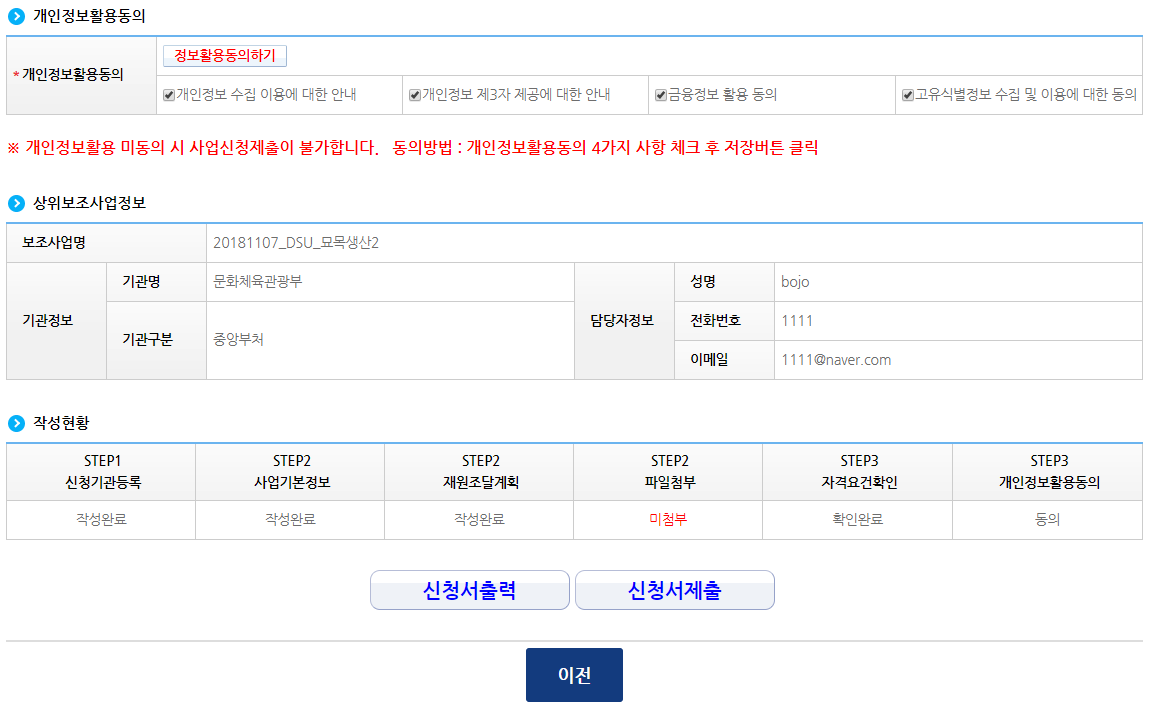 개인정보활용동의
* 개인정보활용동의
정보활용동의하기
개인정보 수집 이용에 대한 안내
개인정보 제3자 제공에 대한 안내
금융정보 활용 동의
고유식별정보 수집 및 이용에 대한 동의
※ 개인정보활용 미동의 시 사업신청제출이 불가합니다. 동의방법 : 개인정보활용동의 4가지 사항 체크 후 저장버튼 클릭
상위보조사업정보
보조사업명
20181107_DSU_묘목생산2
기관정보
기관명
문화체육관광부
기관구분
중앙부처
담당자정보
성명
bojo
전화번호
1111
이메일
1111@naver.com
작성현황
STEP1
신청기관등록
STEP2
사업기본정보
STEP2
재원조달계획
STEP2
파일첨부
STEP3
자격요건확인
STEP3
개인정보활용동의
작성완료
작성완료
작성완료
미첨부
확인완료
동의
신청서출력
신청서제출
이전